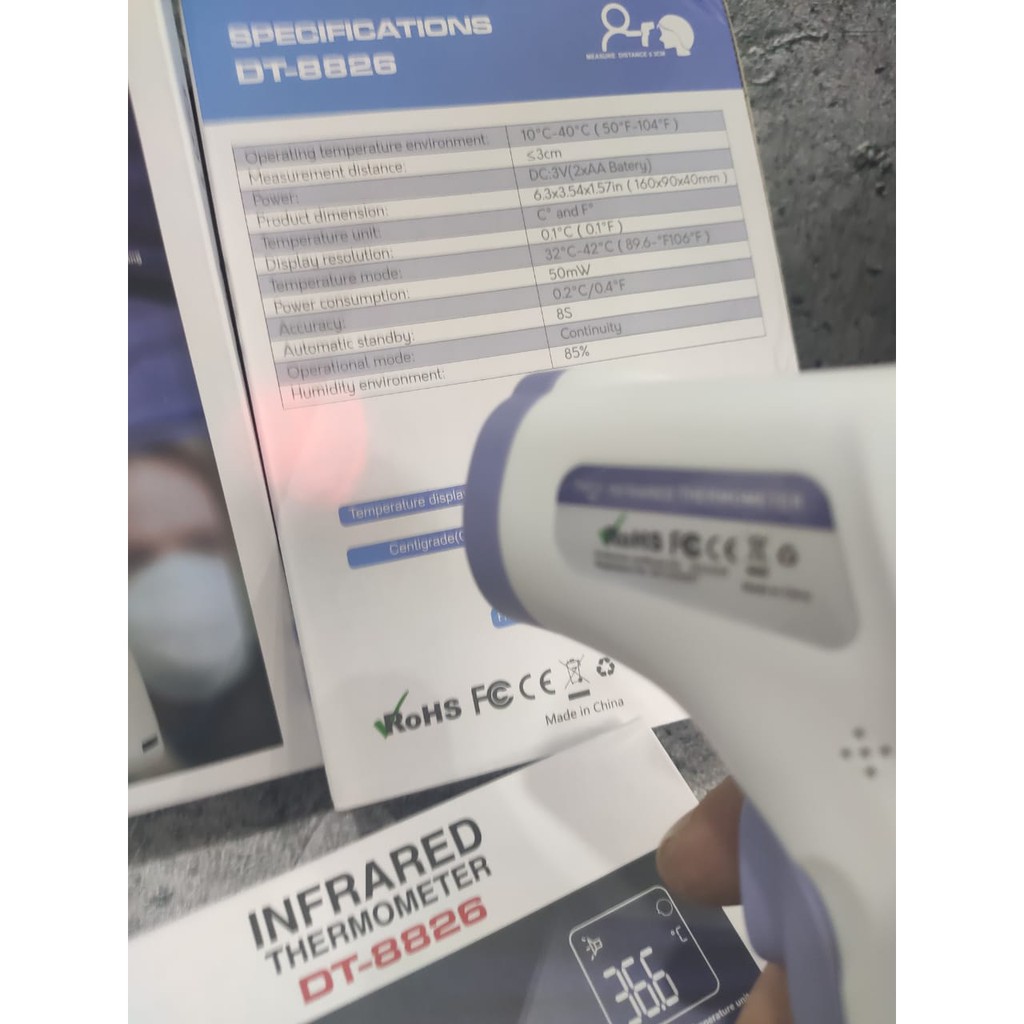 SPECIFICATIONS
DT-8826
MEASURE DISTANCE ≤ 3CM
Operating temperature environment: 10°C-40°C ( 50°F-104°F )
Measurement distance: ≤3cm
Power: DC:3V(2xAA Batery)
Product dimension: 6.3x3.54x1.57in ( 160x90x40mm )
Temperature unit: C° and F°
Display resolution: 0.1°C ( 0.1°F )
Temperature mode: 32°C-42°C ( 89.6-°F106°F )
Power consumption: 50mW
Accuracy: 0.2°C/0.4°F
Automatic standby: 8S
Operational mode: Continuity
Humidity environment: 85%
Temperature displa
Centigrade(
RoHS FC CE
Made in China
INFRARED THERMOMETER
RoHS FC CE
Made in China
INFRARED
THERMOMETER
DT-8826
°C
36.6